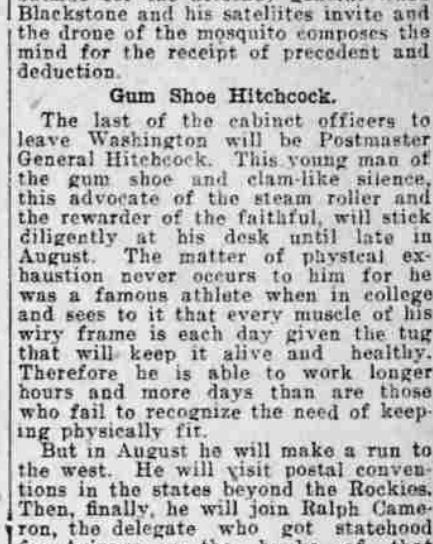 Blackstone and his satellites invite and
the drone of the mosquito composes the
mind for the receipt of precedent and
deduction.
Gum Shoe Hitchcock.
The last of the cabinet officers to
leave Washington will be Postmaster
General Hitchcock. This young man of
the gum shoe and clam-like silence,
this advocate of the steam roller and
the rewarder of the faithful, will stick
diligently at his desk until late in
August. The matter of physical ex-
haustion never occurs to him for he
was a famous athlete when in college
and sees to it that every muscle of his
wiry frame is each day given the tug
that will keep it alive and healthy.
Therefore he is able to work longer
hours and more days than are those
who fail to recognize the need of keep-
ing physically fit.
But in August he will make a run to
the west. He will visit postal conven-
tions in the states beyond the Rockies.
Then, finally, he will join Ralph Came-
ron, the delegate who got statehood